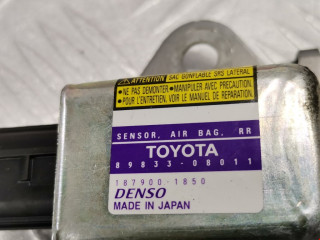 ATTENTION SAC GONFLABLE SRS LATERAL
•NE PAS DEMONTER •MANIPULER AVEC PRECAUTION.
•POUR L'ENTRETIEN, VOIR LE MANUEL DE REPARATION.
SENSOR, AIR BAG, RR
TOYOTA
89833-08011
187900-1850
DENSO
MADE IN JAPAN